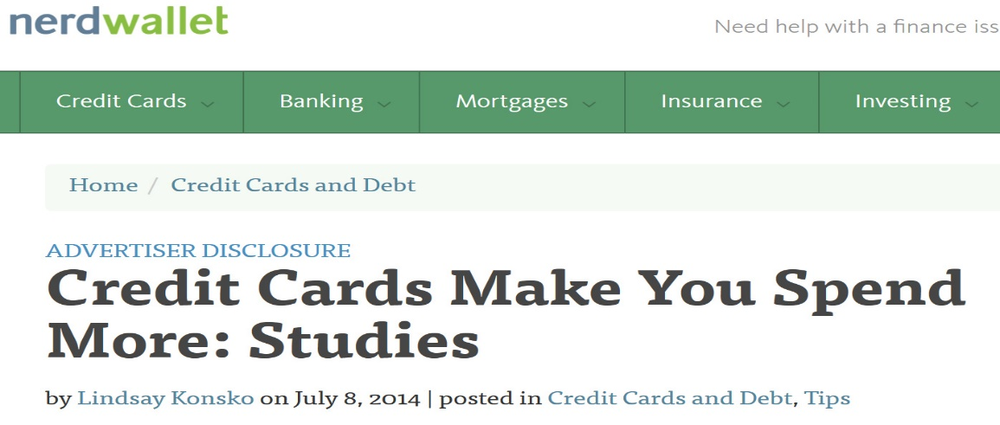 nerdwallet
Need help with a finance iss
Credit Cards
Banking
Mortgages
Insurance
Investing
Home / Credit Cards and Debt
ADVERTISER DISCLOSURE
Credit Cards Make You Spend
More: Studies
by Lindsay Konsko on July 8, 2014 | posted in Credit Cards and Debt, Tips